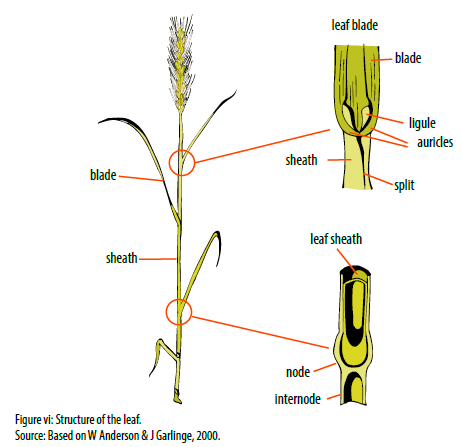 leaf blade
blade
ligule
auricles
sheath
split
blade
sheath
leaf sheath
node
internode
Figure vi: Structure of the leaf.
Source: Based on W Anderson & J Garlinge, 2000.